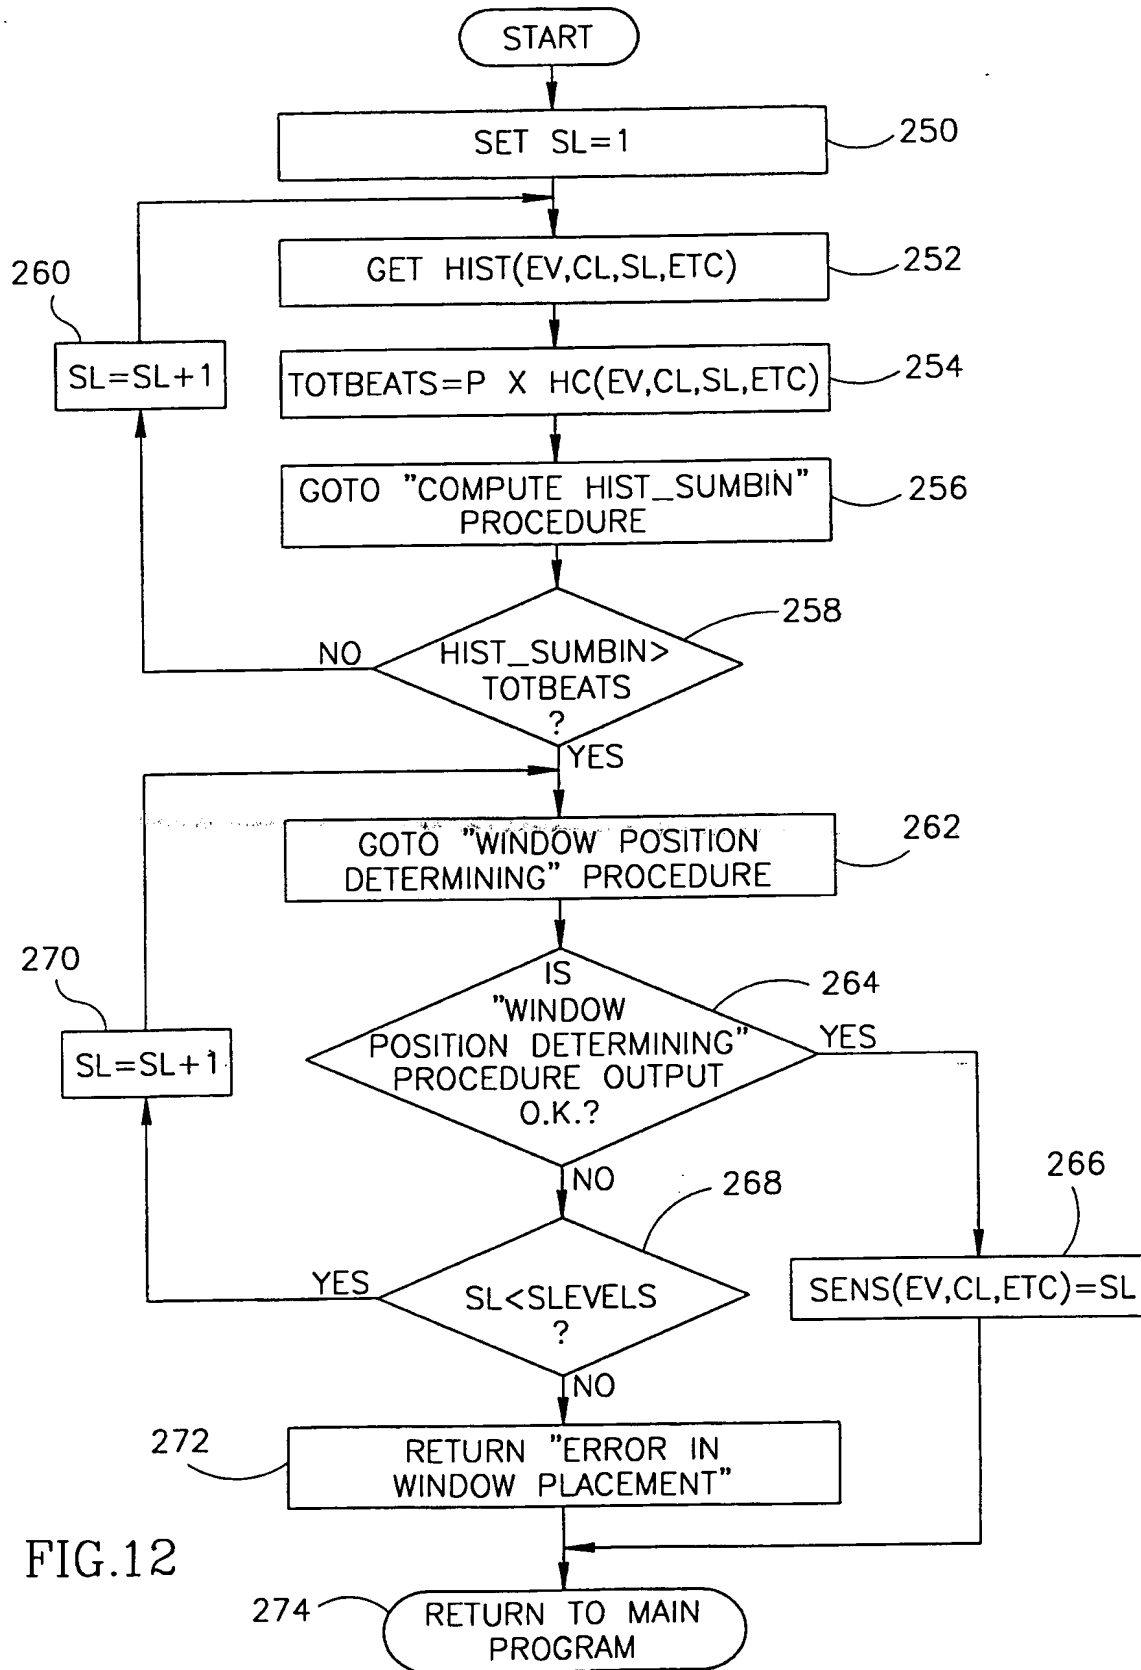 START
SET SL=1
250
GET HIST(EV,CL,SL,ETC)
252
260
SL=SL+1
TOTBEATS=P X HC(EV,CL,SL,ETC)
254
GOTO "COMPUTE HIST_SUMBIN"
PROCEDURE
256
258
NO
HIST_SUMBIN>
TOTBEATS
?
YES
GOTO "WINDOW POSITION
DETERMINING" PROCEDURE
262
270
SL=SL+1
IS
"WINDOW
POSITION DETERMINING"
PROCEDURE OUTPUT
O.K.?
264
YES
NO
268
266
YES
SL<SLEVELS
?
SENS(EV,CL,ETC)=SL
NO
272
RETURN "ERROR IN
WINDOW PLACEMENT"
FIG.12
274
RETURN TO MAIN
PROGRAM